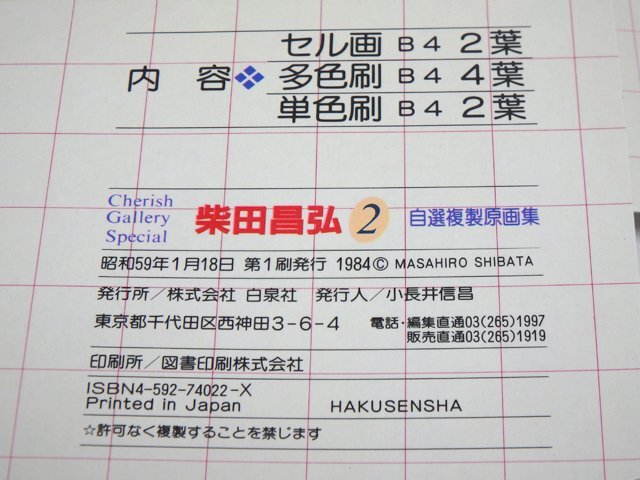 セル画 B4 2葉
内容❖多色刷 B4 4葉
単色刷 B4 2葉
Cherish
Gallery
Special
柴田昌弘 2 自選複製原画集
昭和59年1月18日 第1刷発行 1984© MASAHIRO SHIBATA
発行所/株式会社 白泉社 発行人/小長井信昌
東京都千代田区西神田3-6-4 電話・編集直通03(265)1997
販売直通03(265)1919
印刷所/図書印刷株式会社
ISBN4-592-74022-X
Printed in Japan HAKUSENSHA
☆許可なく複製することを禁じます